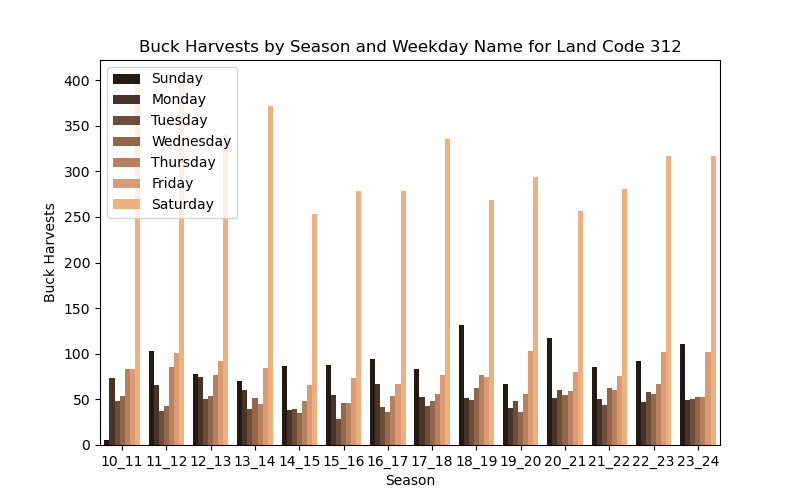 Buck Harvests by Season and Weekday Name for Land Code 312
Sunday
Monday
Tuesday
Wednesday
Thursday
Friday
Saturday
400
350
300
250
200
150
100
50
0
Buck Harvests
10_11 11_12 12_13 13_14 14_15 15_16 16_17 17_18 18_19 19_20 20_21 21_22 22_23 23_24
Season